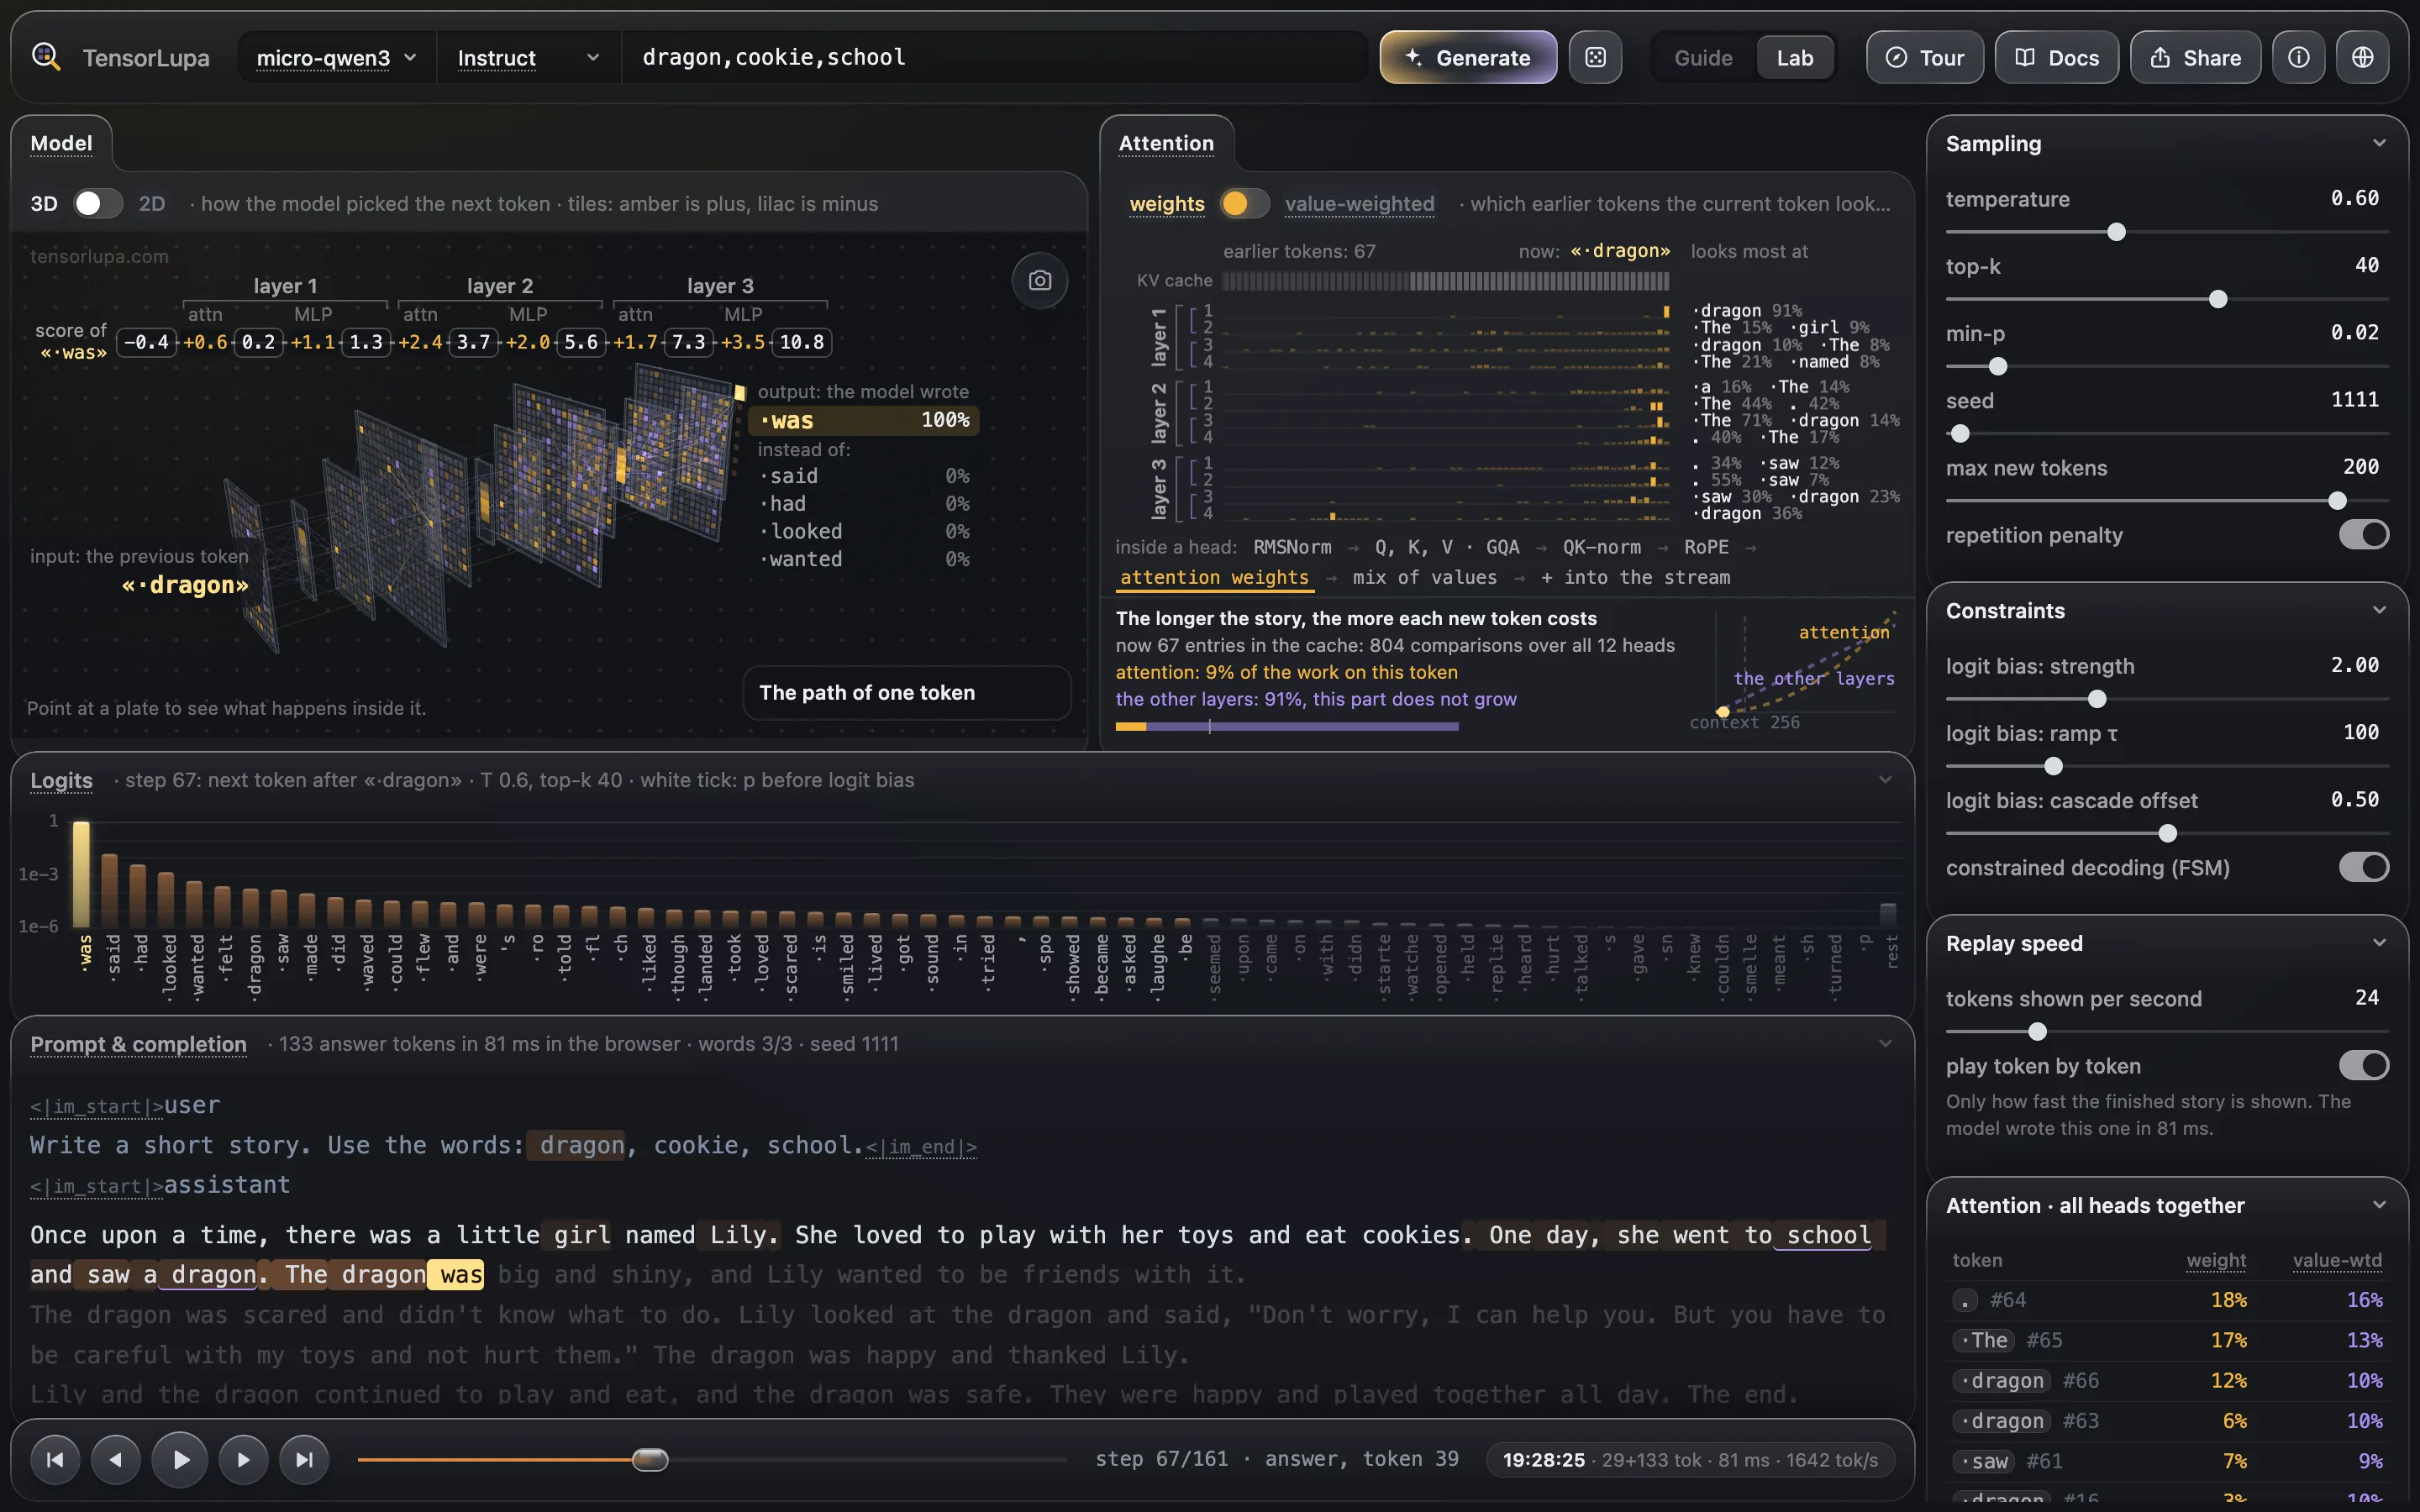 TensorLupa
micro-qwen3
Instruct
dragon,cookie,school
Generate
Guide
Lab
Tour
Docs
Share
Model
3D 2D · how the model picked the next token · tiles: amber is plus, lilac is minus
tensorlupa.com
layer 1 layer 2 layer 3
attn MLP attn MLP attn MLP
score of «·was» −0.4 +0.6 0.2 +1.1 1.3 +2.4 3.7 +2.0 5.6 +1.7 7.3 +3.5 10.8
output: the model wrote
·was 100%
instead of:
·said 0%
·had 0%
·looked 0%
·wanted 0%
input: the previous token
«·dragon»
The path of one token
Point at a plate to see what happens inside it.
Attention
weights value-weighted · which earlier tokens the current token look…
earlier tokens: 67 now: «·dragon» looks most at
KV cache
layer 1
1 ·dragon 91%
2 ·The 15% ·girl 9%
3 ·dragon 10% ·The 8%
4 ·The 21% ·named 8%
layer 2
1 ·a 16% ·The 14%
2 ·The 44% . 42%
3 ·The 71% ·dragon 14%
4 . 40% ·The 17%
layer 3
1 . 34% ·saw 12%
2 . 55% ·saw 7%
3 ·saw 30% ·dragon 23%
4 ·dragon 36%
inside a head: RMSNorm → Q, K, V · GQA → QK-norm → RoPE →
attention weights → mix of values → + into the stream
The longer the story, the more each new token costs
now 67 entries in the cache: 804 comparisons over all 12 heads
attention: 9% of the work on this token
the other layers: 91%, this part does not grow
attention
the other layers
context 256
Logits · step 67: next token after «·dragon» · T 0.6, top-k 40 · white tick: p before logit bias
1
1e−3
1e−6
·was ·said ·had ·looked ·wanted ·felt ·dragon ·saw ·made ·did ·waved ·could ·flew ·and ·were 's ·ro ·told ·fl ·ch ·liked ·though ·landed ·took ·loved ·scared ·is ·smiled ·lived ·got ·sound ·in ·tried , ·spo ·showed ·became ·asked ·laughe ·be ·seemed ·upon ·came ·on ·with ·didn ·starte ·watche ·opened ·held ·replie ·heard ·hurt ·talked ·s ·gave ·sn ·knew ·couldn ·smelle ·meant ·sh ·turned ·p rest
Prompt & completion · 133 answer tokens in 81 ms in the browser · words 3/3 · seed 1111
<|im_start|>user
Write a short story. Use the words: dragon, cookie, school.<|im_end|>
<|im_start|>assistant
Once upon a time, there was a little girl named Lily. She loved to play with her toys and eat cookies. One day, she went to school
and saw a dragon. The dragon was big and shiny, and Lily wanted to be friends with it.
The dragon was scared and didn't know what to do. Lily looked at the dragon and said, "Don't worry, I can help you. But you have to
be careful with my toys and not hurt them." The dragon was happy and thanked Lily.
Lily and the dragon continued to play and eat, and the dragon was safe. They were happy and played together all day. The end.
step 67/161 · answer, token 39
19:28:25 · 29+133 tok · 81 ms · 1642 tok/s
Sampling
temperature 0.60
top-k 40
min-p 0.02
seed 1111
max new tokens 200
repetition penalty
Constraints
logit bias: strength 2.00
logit bias: ramp τ 100
logit bias: cascade offset 0.50
constrained decoding (FSM)
Replay speed
tokens shown per second 24
play token by token
Only how fast the finished story is shown. The
model wrote this one in 81 ms.
Attention · all heads together
token weight value-wtd
. #64 18% 16%
·The #65 17% 13%
·dragon #66 12% 10%
·dragon #63 6% 10%
·saw #61 7% 9%
·dragon #16 3% 10%